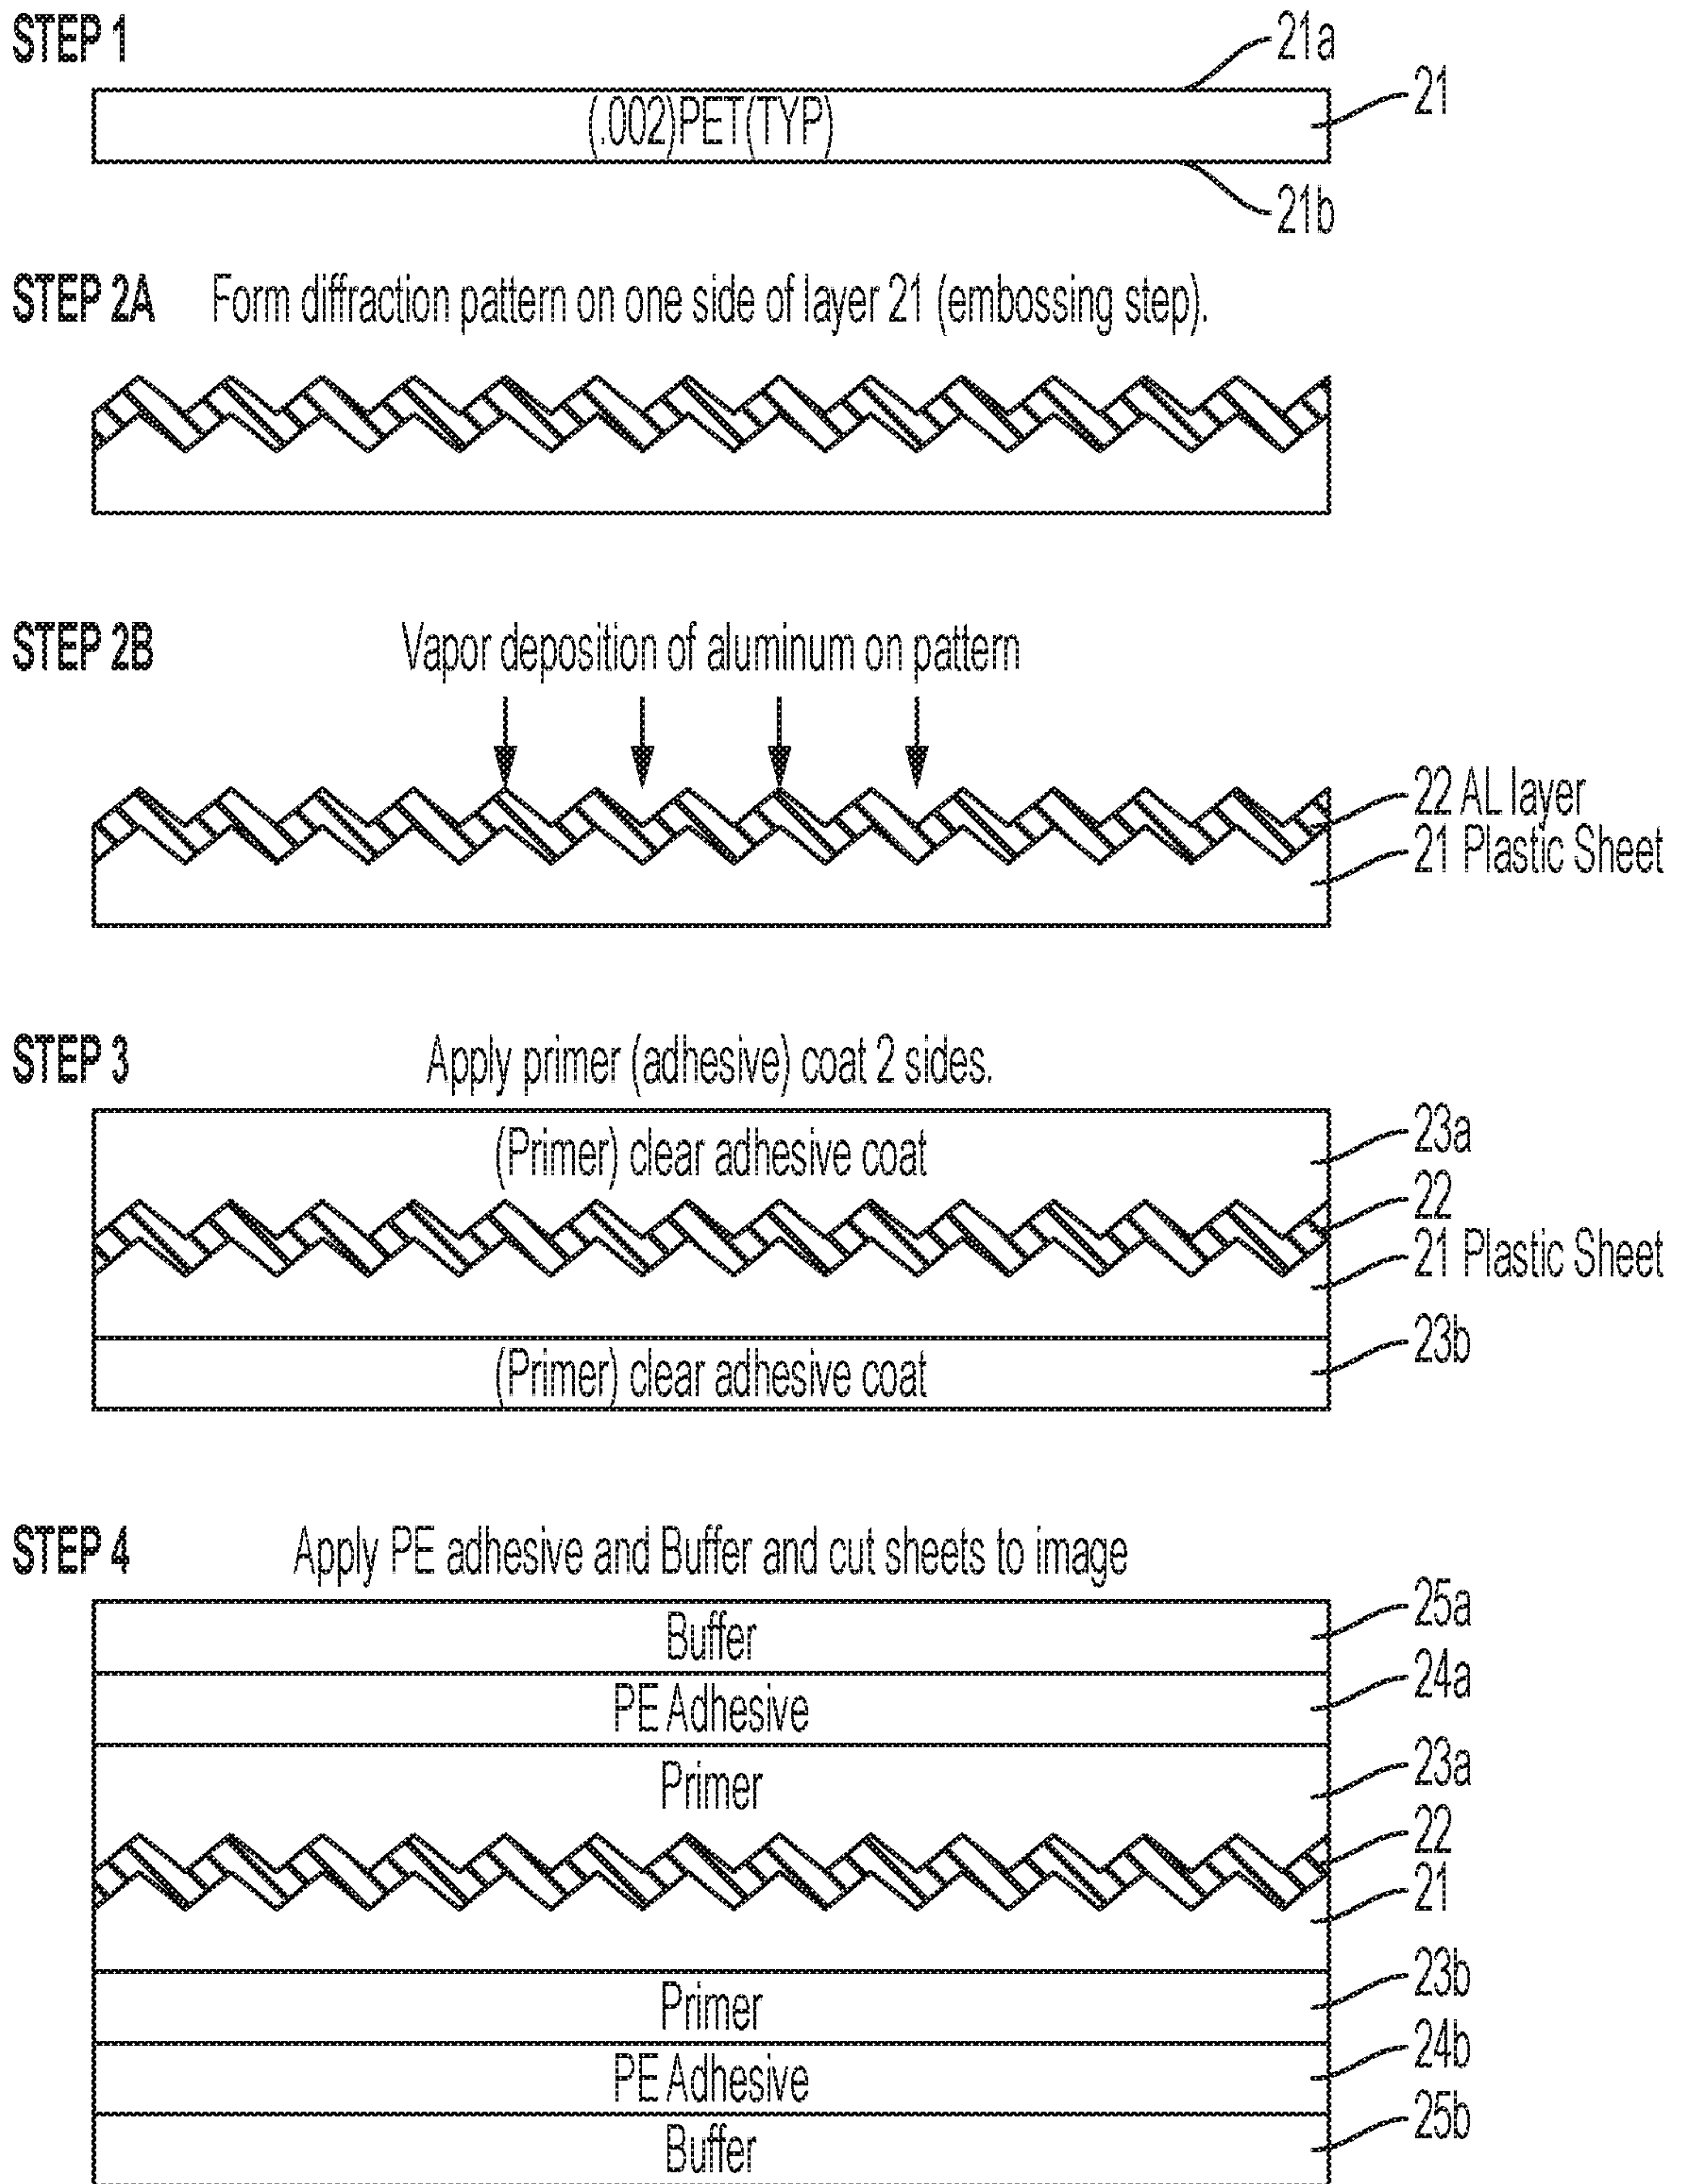 STEP 1
21a
(.002)PET(TYP)
21
21b
STEP 2A Form diffraction pattern on one side of layer 21 (embossing step).
STEP 2B Vapor deposition of aluminum on pattern
22 AL layer
21 Plastic Sheet
STEP 3 Apply primer (adhesive) coat 2 sides.
(Primer) clear adhesive coat
23a
22
21 Plastic Sheet
(Primer) clear adhesive coat
23b
STEP 4 Apply PE adhesive and Buffer and cut sheets to image
Buffer
25a
PE Adhesive
24a
Primer
23a
22
21
Primer
23b
PE Adhesive
24b
Buffer
25b